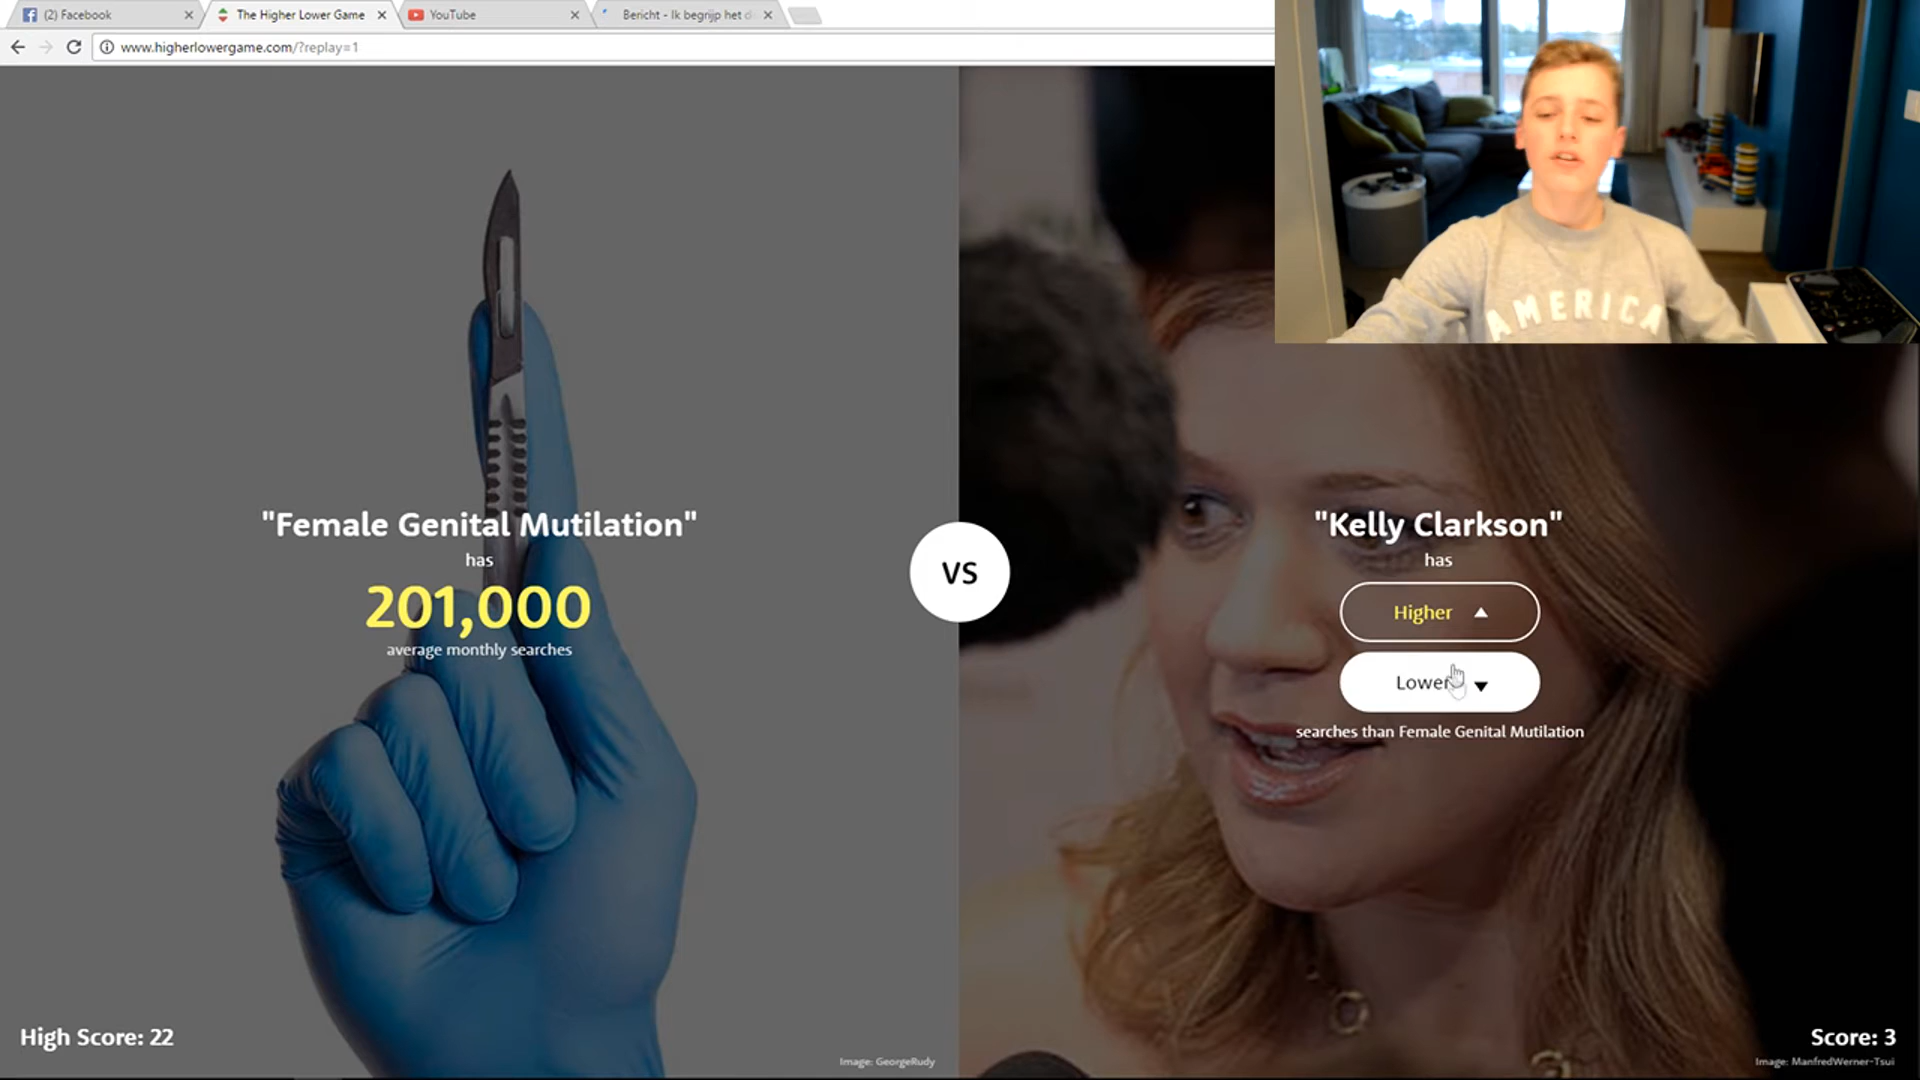 (2) Facebook
The Higher Lower Game
YouTube
Bericht - Ik begrijp het d
www.higherlowergame.com/?replay=1
AMERICA
"Female Genital Mutilation"
has
201,000
average monthly searches
VS
"Kelly Clarkson"
has
Higher
Lower
searches than Female Genital Mutilation
High Score: 22
Image: GeorgeRudy
Score: 3
Image: ManfredWerner-Tsui